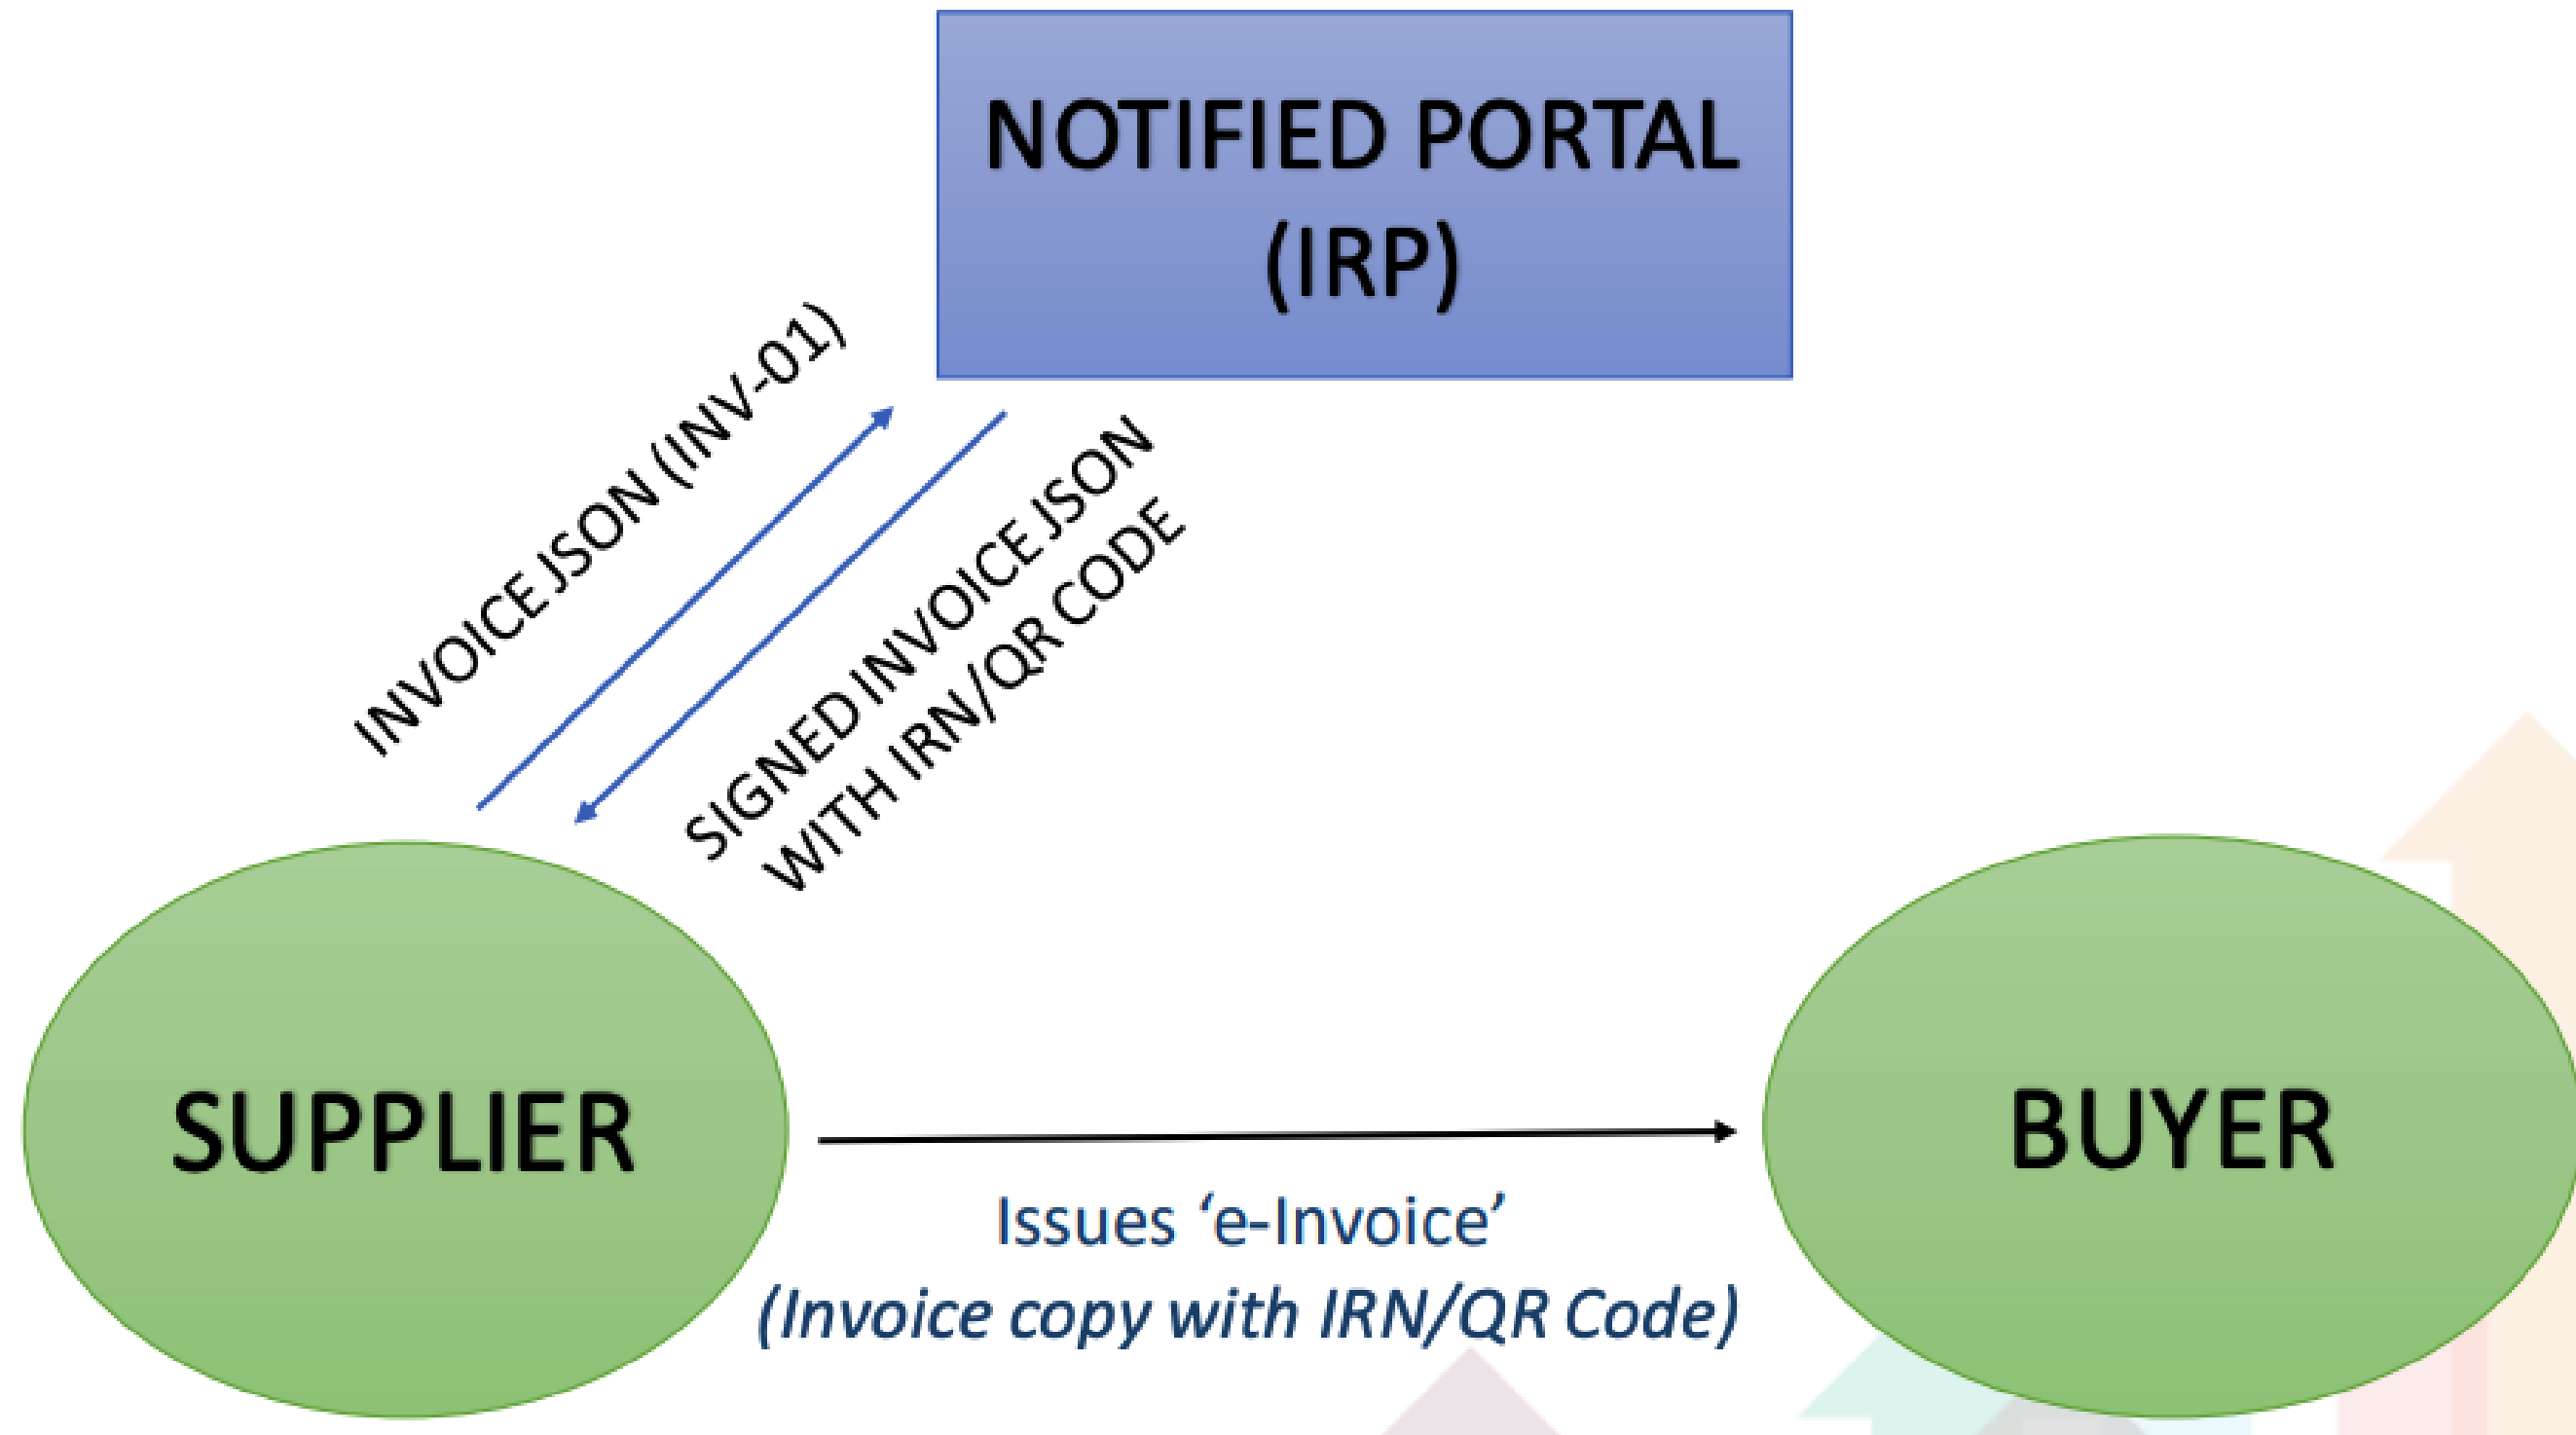 NOTIFIED PORTAL
(IRP)
INVOICE JSON (INV-01)
SIGNED INVOICE JSON
WITH IRN/QR CODE
SUPPLIER
BUYER
Issues ‘e-Invoice’
(Invoice copy with IRN/QR Code)